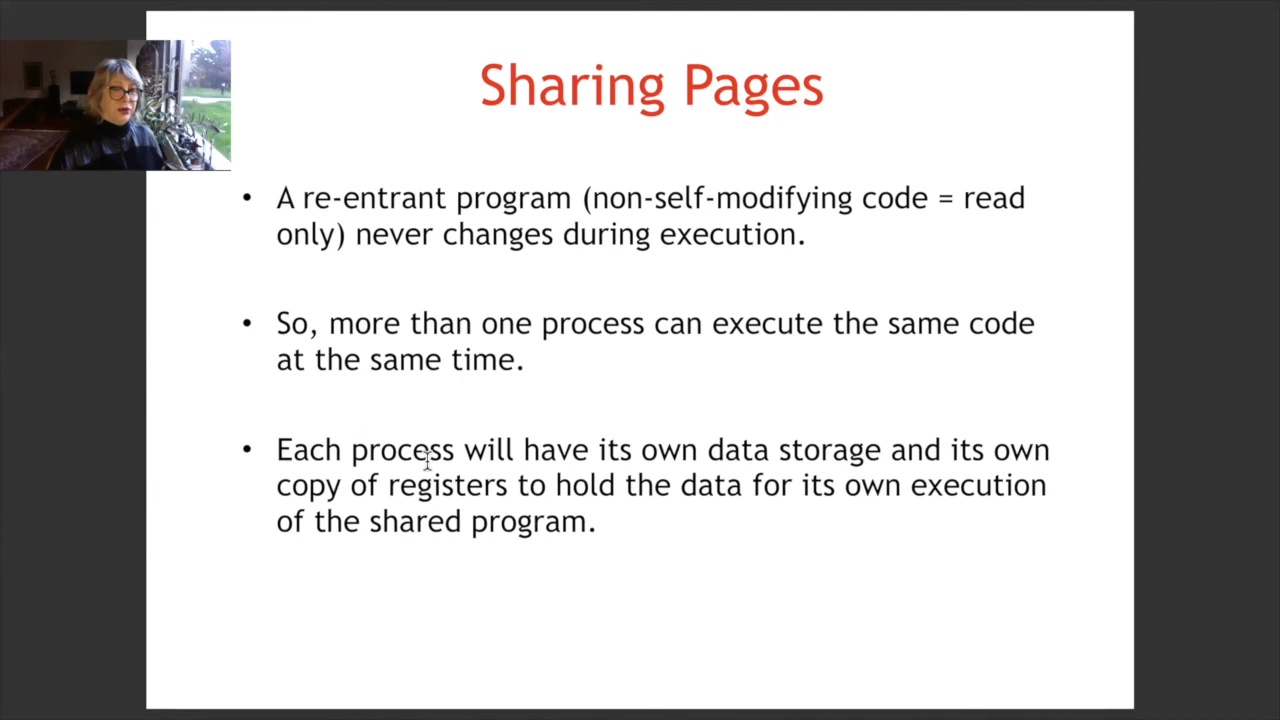 Sharing Pages
• A re-entrant program (non-self-modifying code = read
only) never changes during execution.
• So, more than one process can execute the same code
at the same time.
• Each process will have its own data storage and its own
copy of registers to hold the data for its own execution
of the shared program.